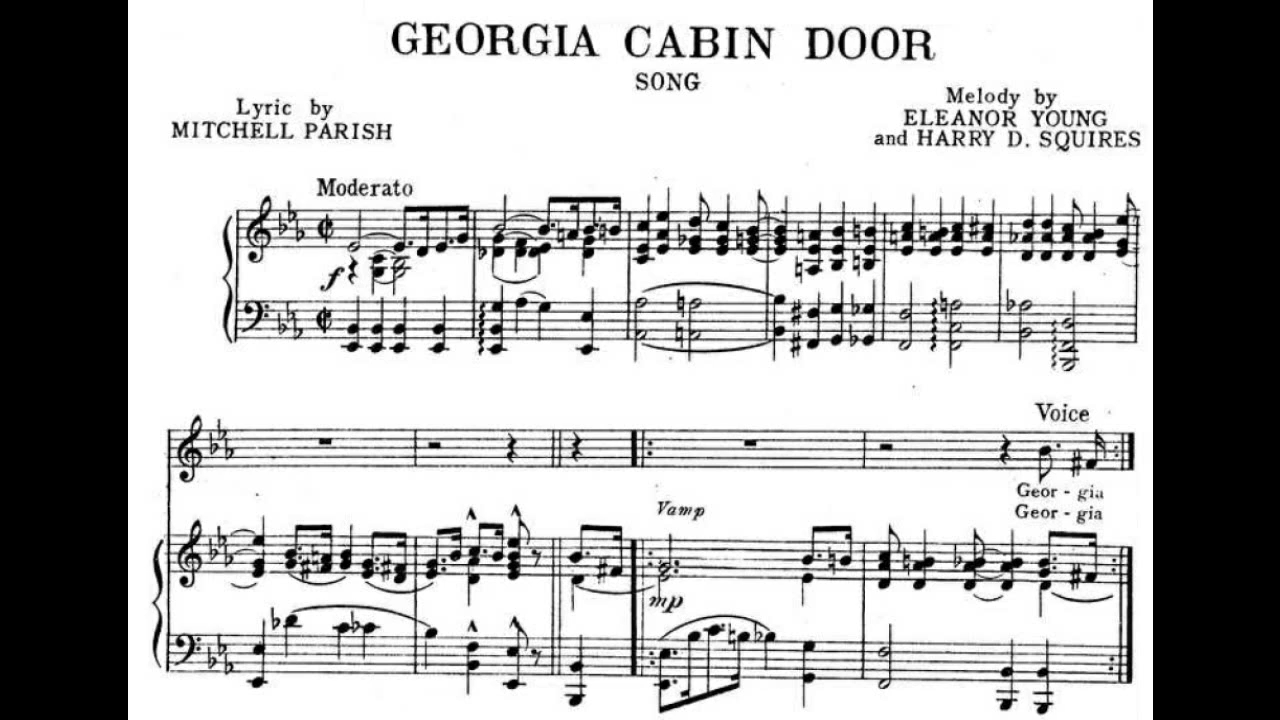 GEORGIA CABIN DOOR
SONG
Lyric by
MITCHELL PARISH
Melody by
ELEANOR YOUNG
and HARRY D. SQUIRES
Moderato
f
Voice
Geor - gia
Geor - gia
Vamp
mp